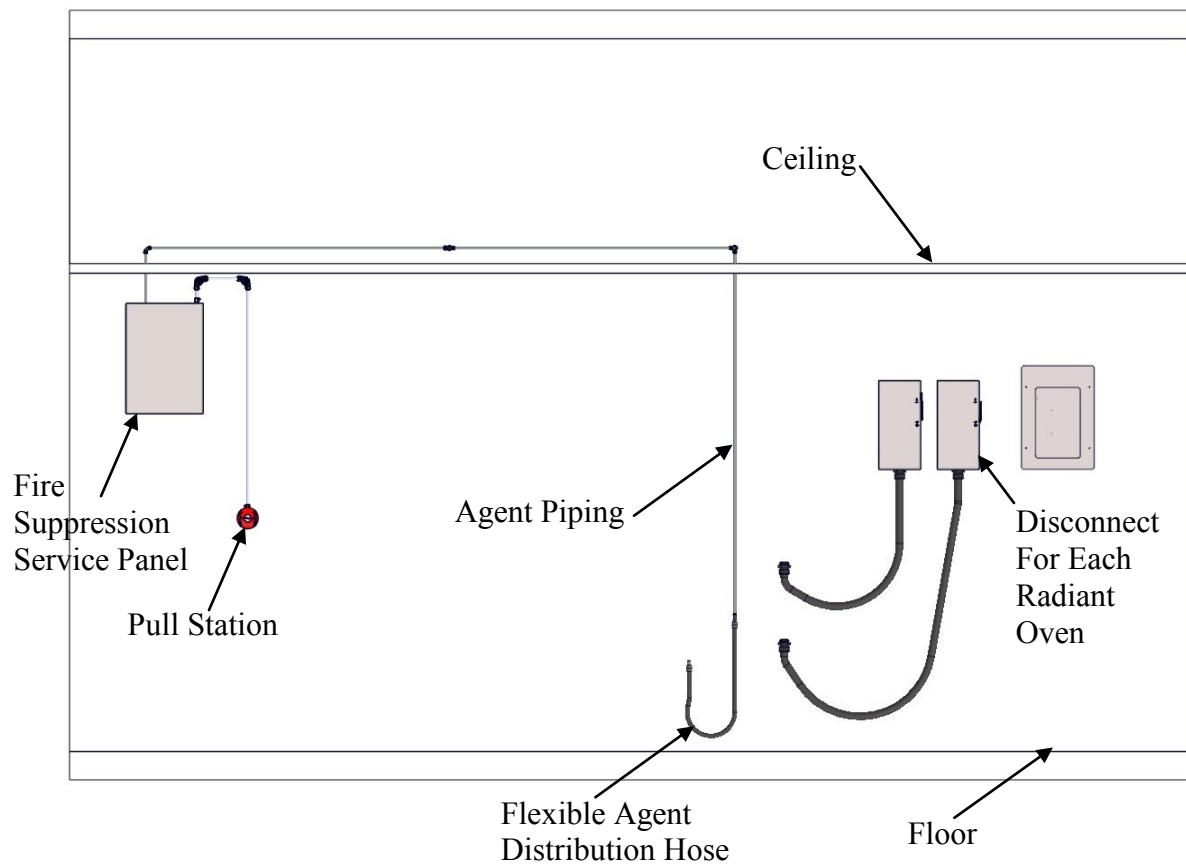 Ceiling
Fire
Suppression
Service Panel
Agent Piping
Disconnect
For Each
Radiant
Oven
Pull Station
Flexible Agent
Distribution Hose
Floor